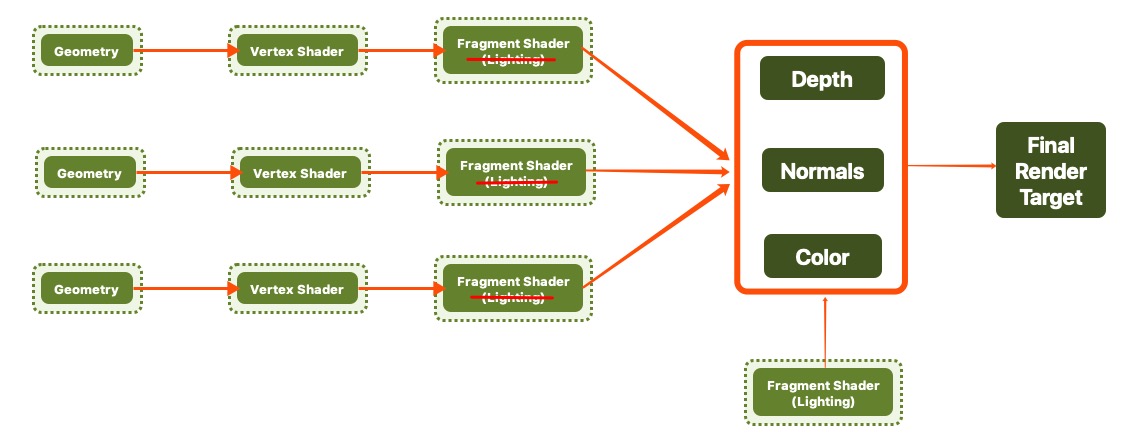 Geometry
Vertex Shader
Fragment Shader
(Lighting)
Geometry
Vertex Shader
Fragment Shader
(Lighting)
Geometry
Vertex Shader
Fragment Shader
(Lighting)
Depth
Normals
Color
Final
Render
Target
Fragment Shader
(Lighting)